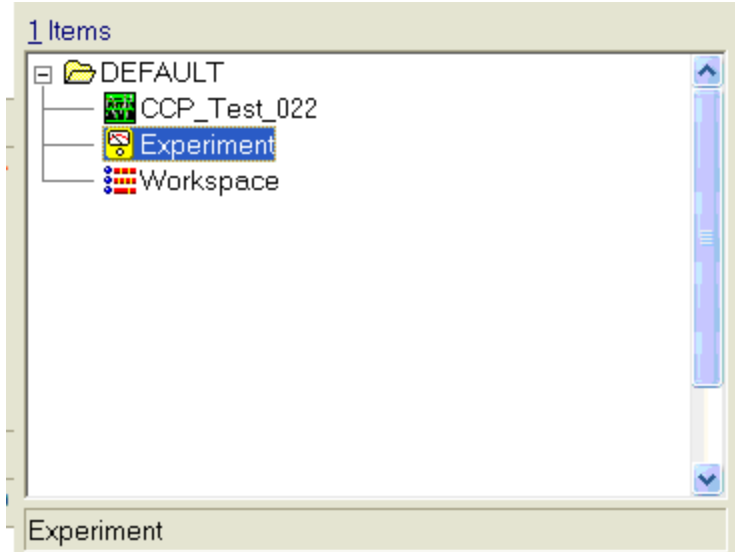 1 Items
DEFAULT
CCP_Test_022
Experiment
Workspace
Experiment